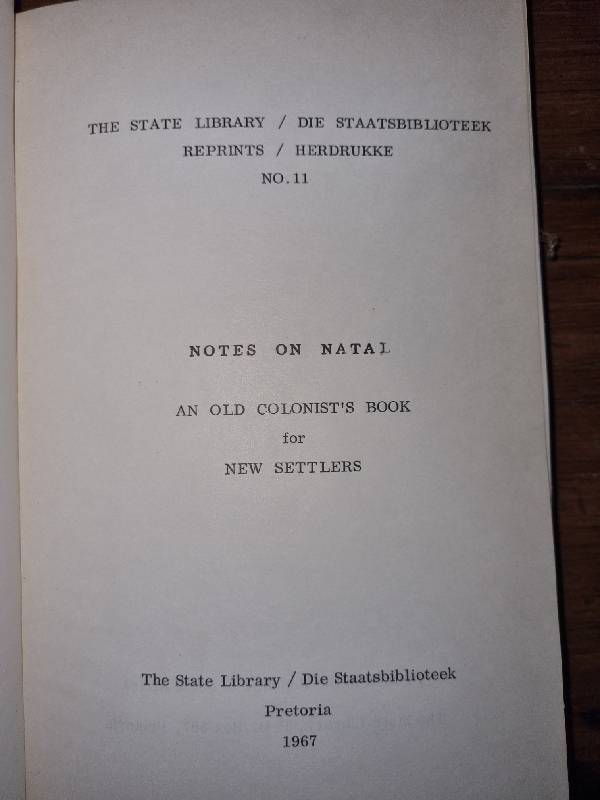 THE STATE LIBRARY / DIE STAATSBIBLIOTEEK
REPRINTS / HERDRUKKE
NO.11
NOTES ON NATAL
AN OLD COLONIST'S BOOK
for
NEW SETTLERS
The State Library / Die Staatsbiblioteek
Pretoria
1967